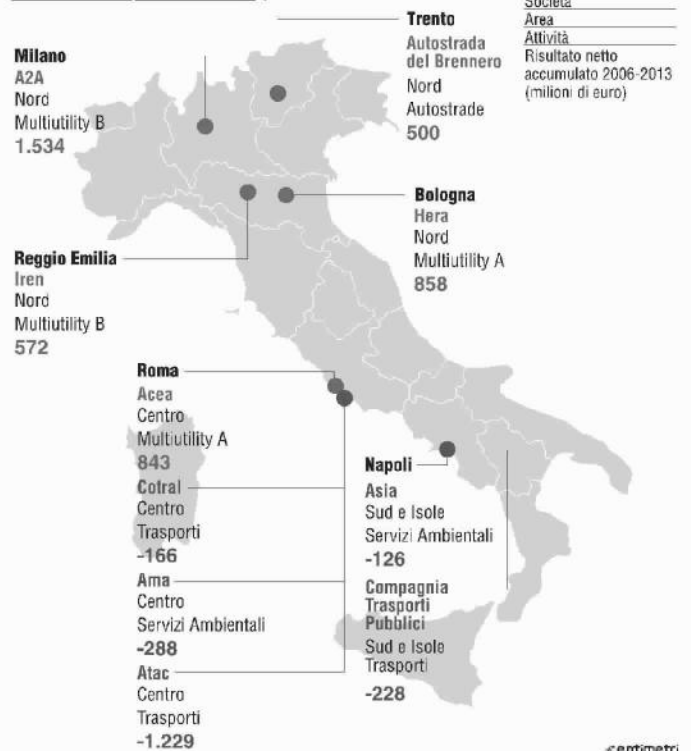 Società
Area
Attività
Risultato netto
accumulato 2006-2013
(milioni di euro)
Trento
Autostrada
del Brennero
Nord
Autostrade
500
Milano
A2A
Nord
Multiutility B
1.534
Bologna
Hera
Nord
Multiutility A
858
Reggio Emilia
Iren
Nord
Multiutility B
572
Roma
Acea
Centro
Multiutility A
843
Cotral
Centro
Trasporti
-166
Ama
Centro
Servizi Ambientali
-288
Atac
Centro
Trasporti
-1.229
Napoli
Asia
Sud e Isole
Servizi Ambientali
-126
Compagnia
Trasporti
Pubblici
Sud e Isole
Trasporti
-228
centimetri